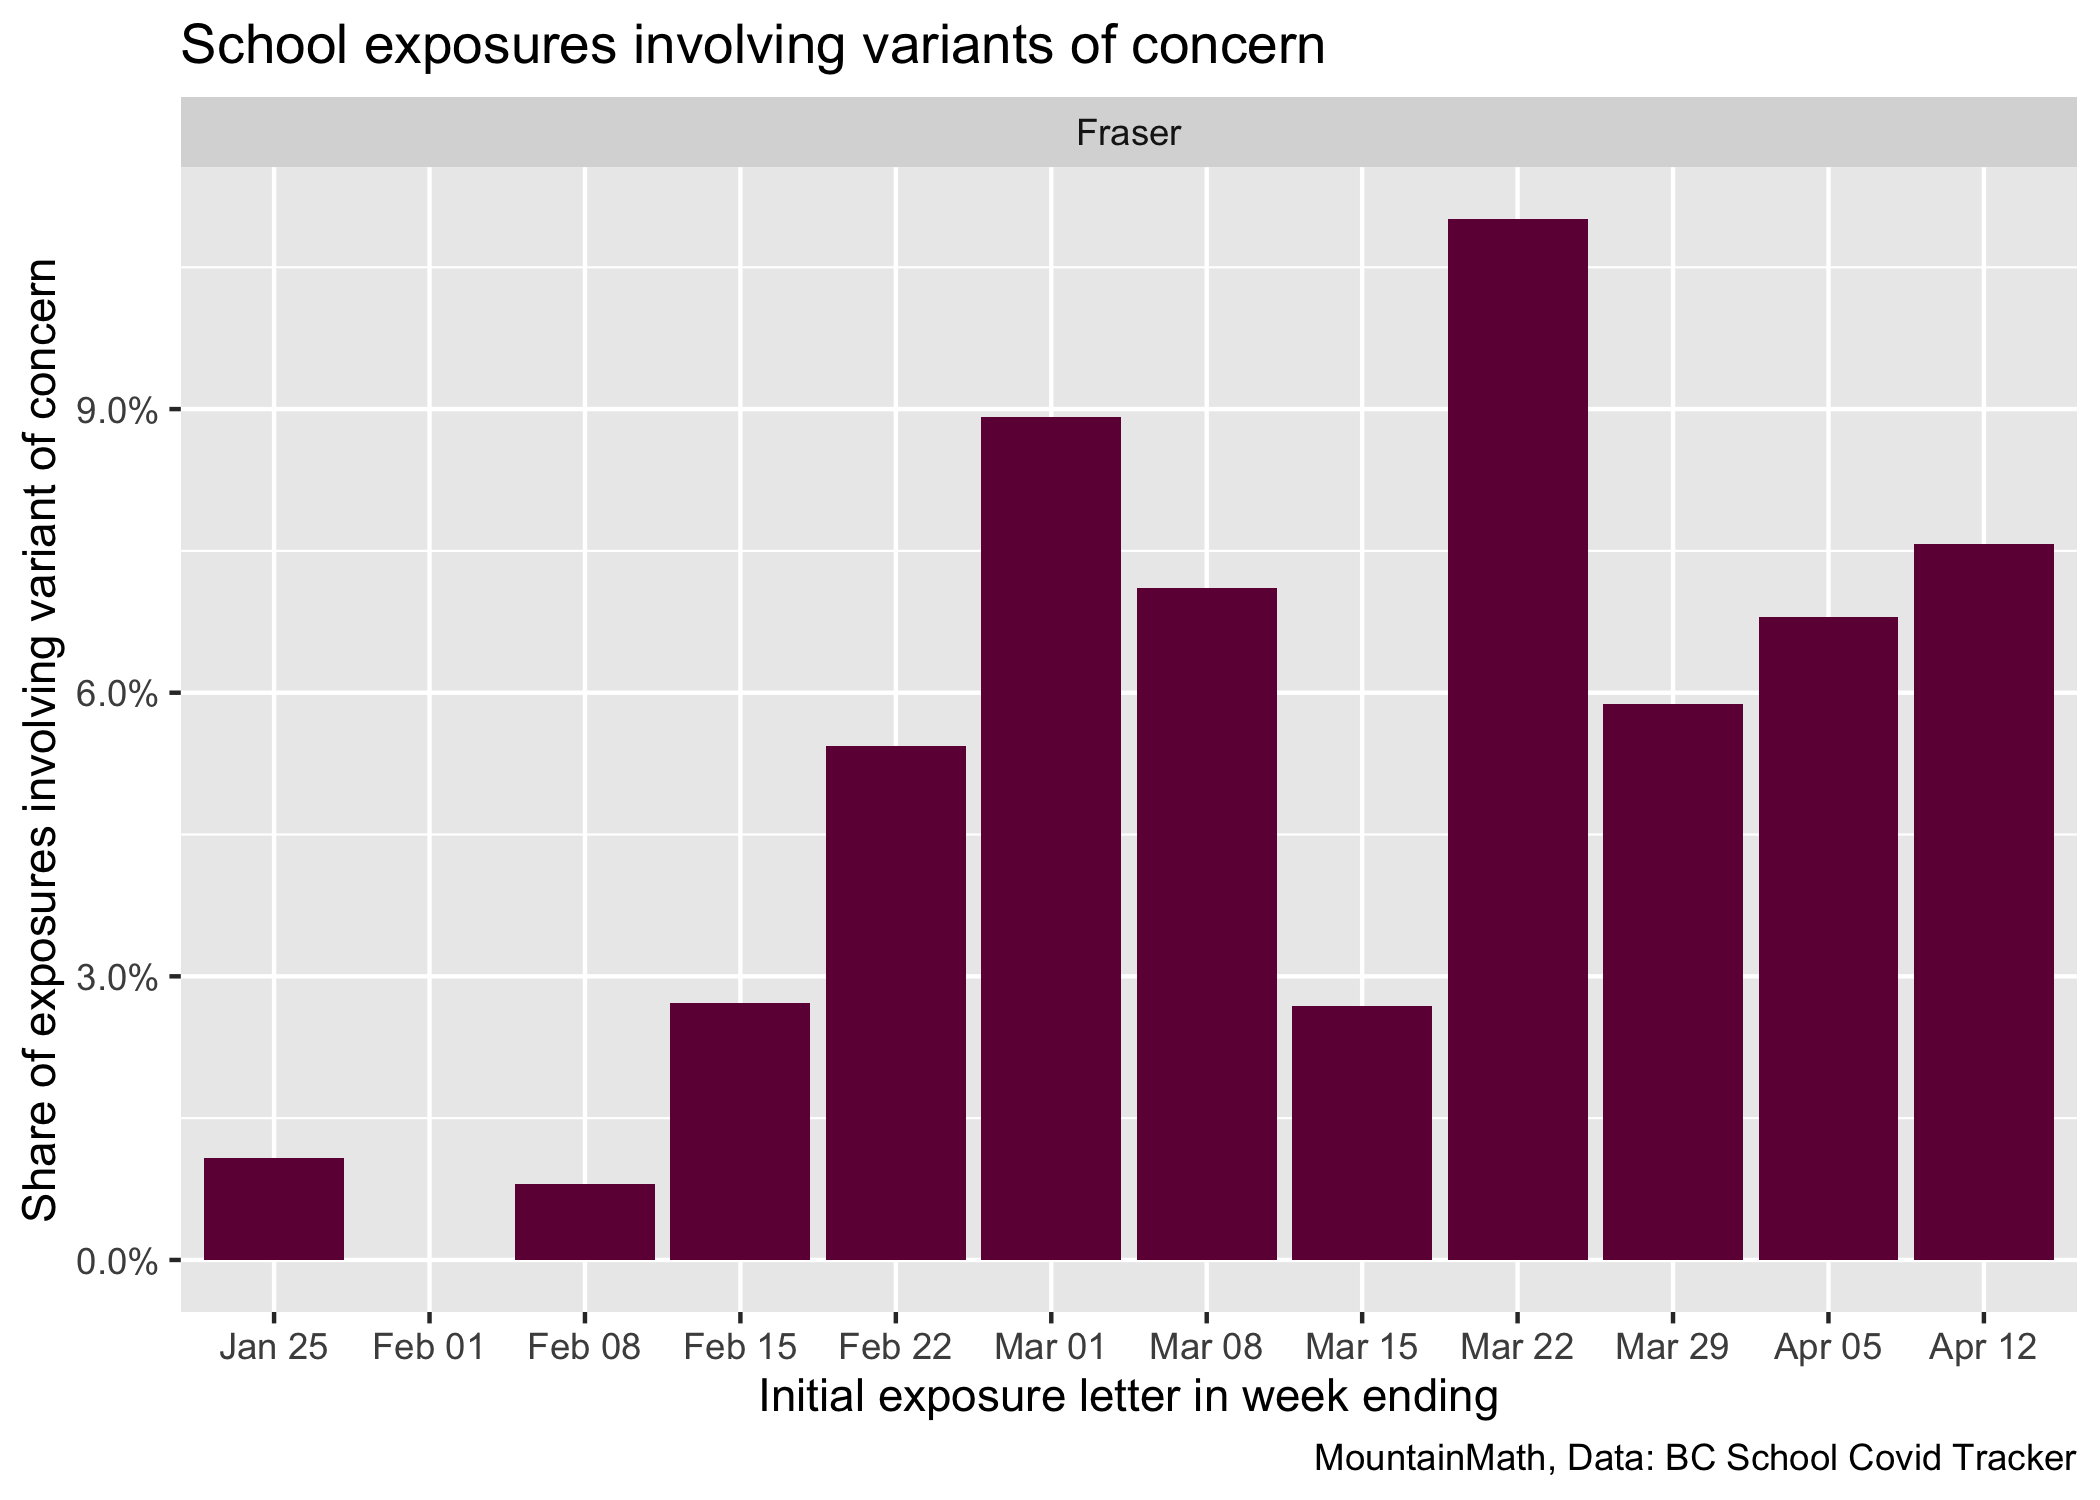 School exposures involving variants of concern
Fraser
Share of exposures involving variant of concern
9.0%
6.0%
3.0%
0.0%
Jan 25 Feb 01 Feb 08 Feb 15 Feb 22 Mar 01 Mar 08 Mar 15 Mar 22 Mar 29 Apr 05 Apr 12
Initial exposure letter in week ending
MountainMath, Data: BC School Covid Tracker